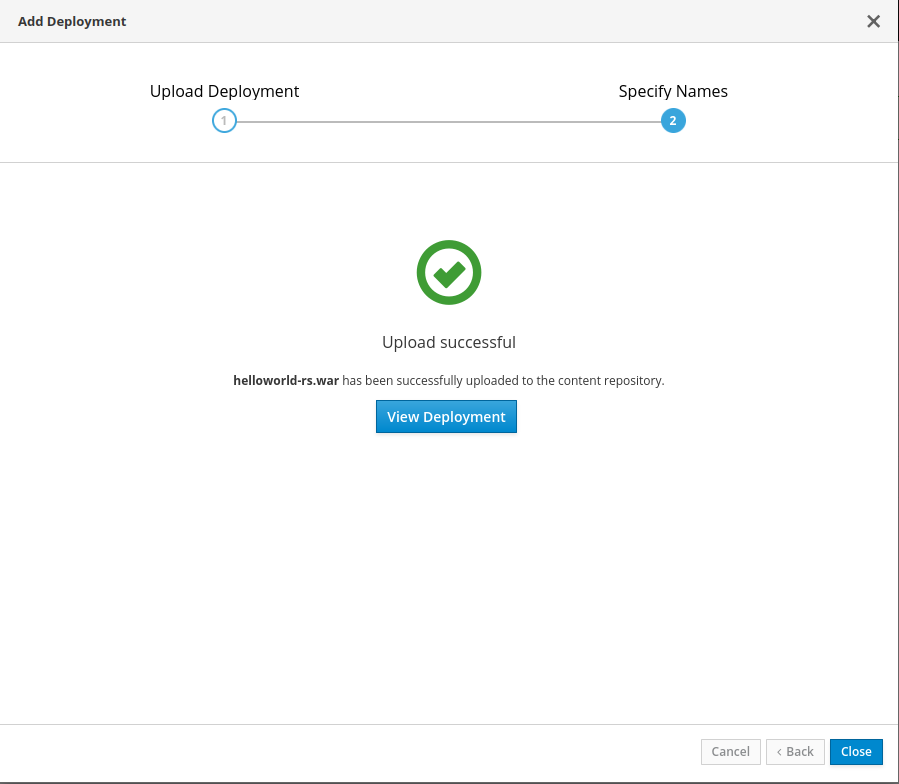 Add Deployment
Upload Deployment
Specify Names
1
2
Upload successful
helloworld-rs.war has been successfully uploaded to the content repository.
View Deployment
Cancel
< Back
Close